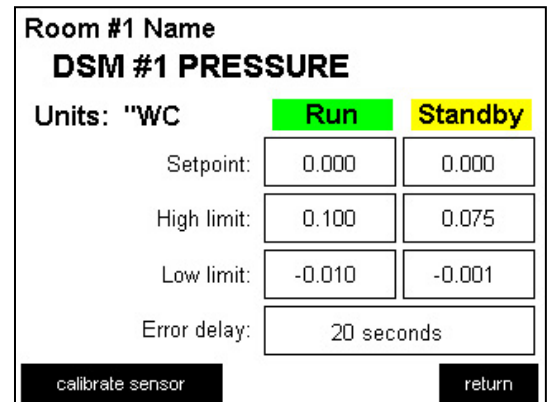 Room #1 Name
DSM #1 PRESSURE
Units: "WC Run Standby
Setpoint: 0.000 0.000
High limit: 0.100 0.075
Low limit: -0.010 -0.001
Error delay: 20 seconds
calibrate sensor return